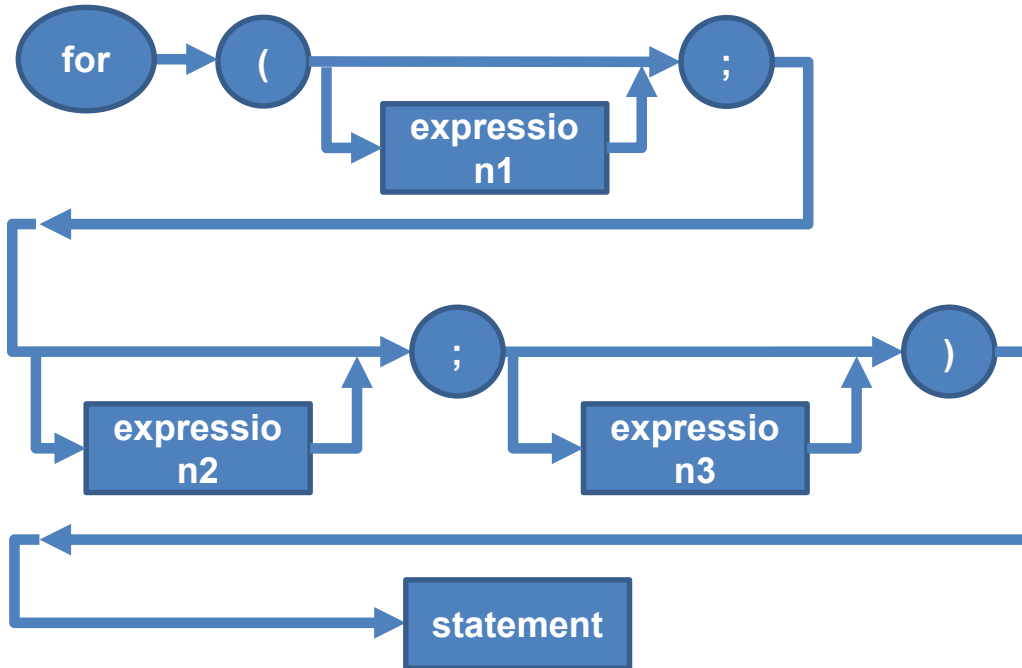 for
(
;
expressio
n1
;
)
expressio
n2
expressio
n3
statement